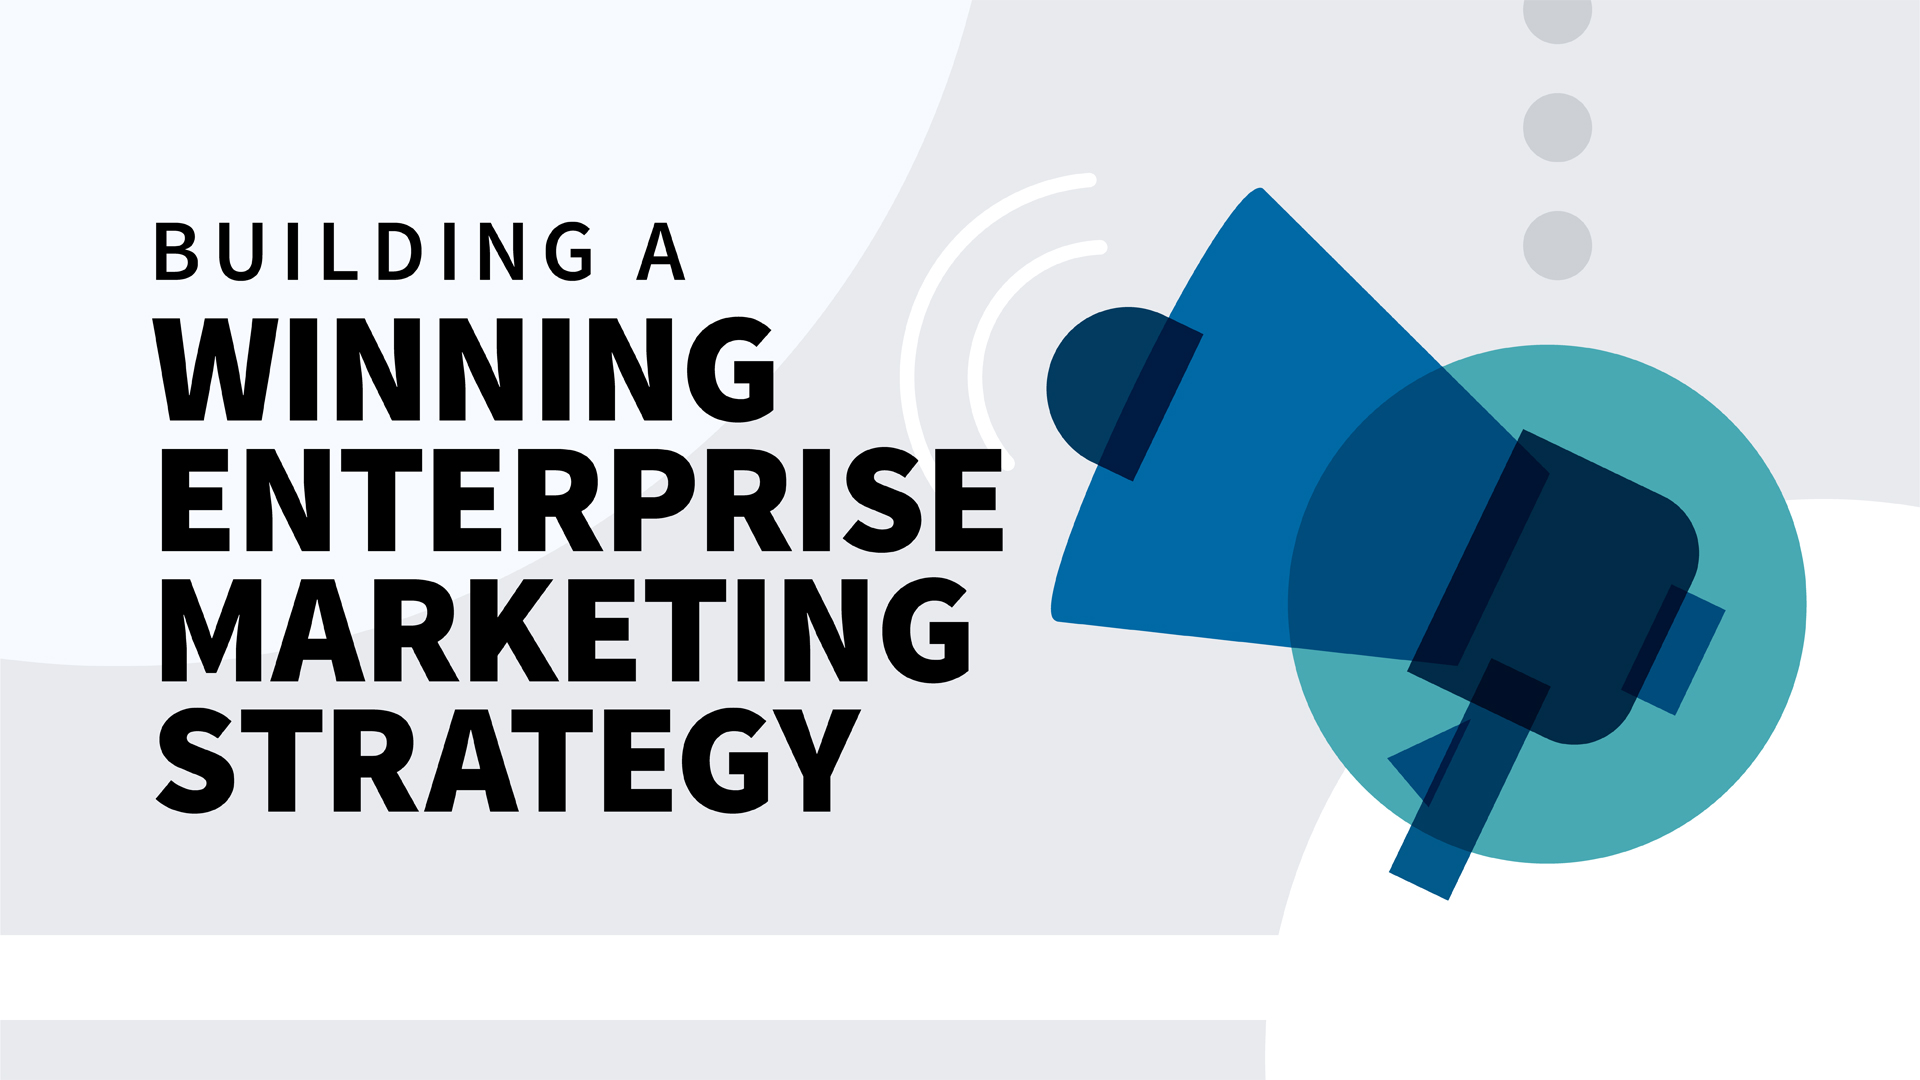 BUILDING A
WINNING
ENTERPRISE
MARKETING
STRATEGY